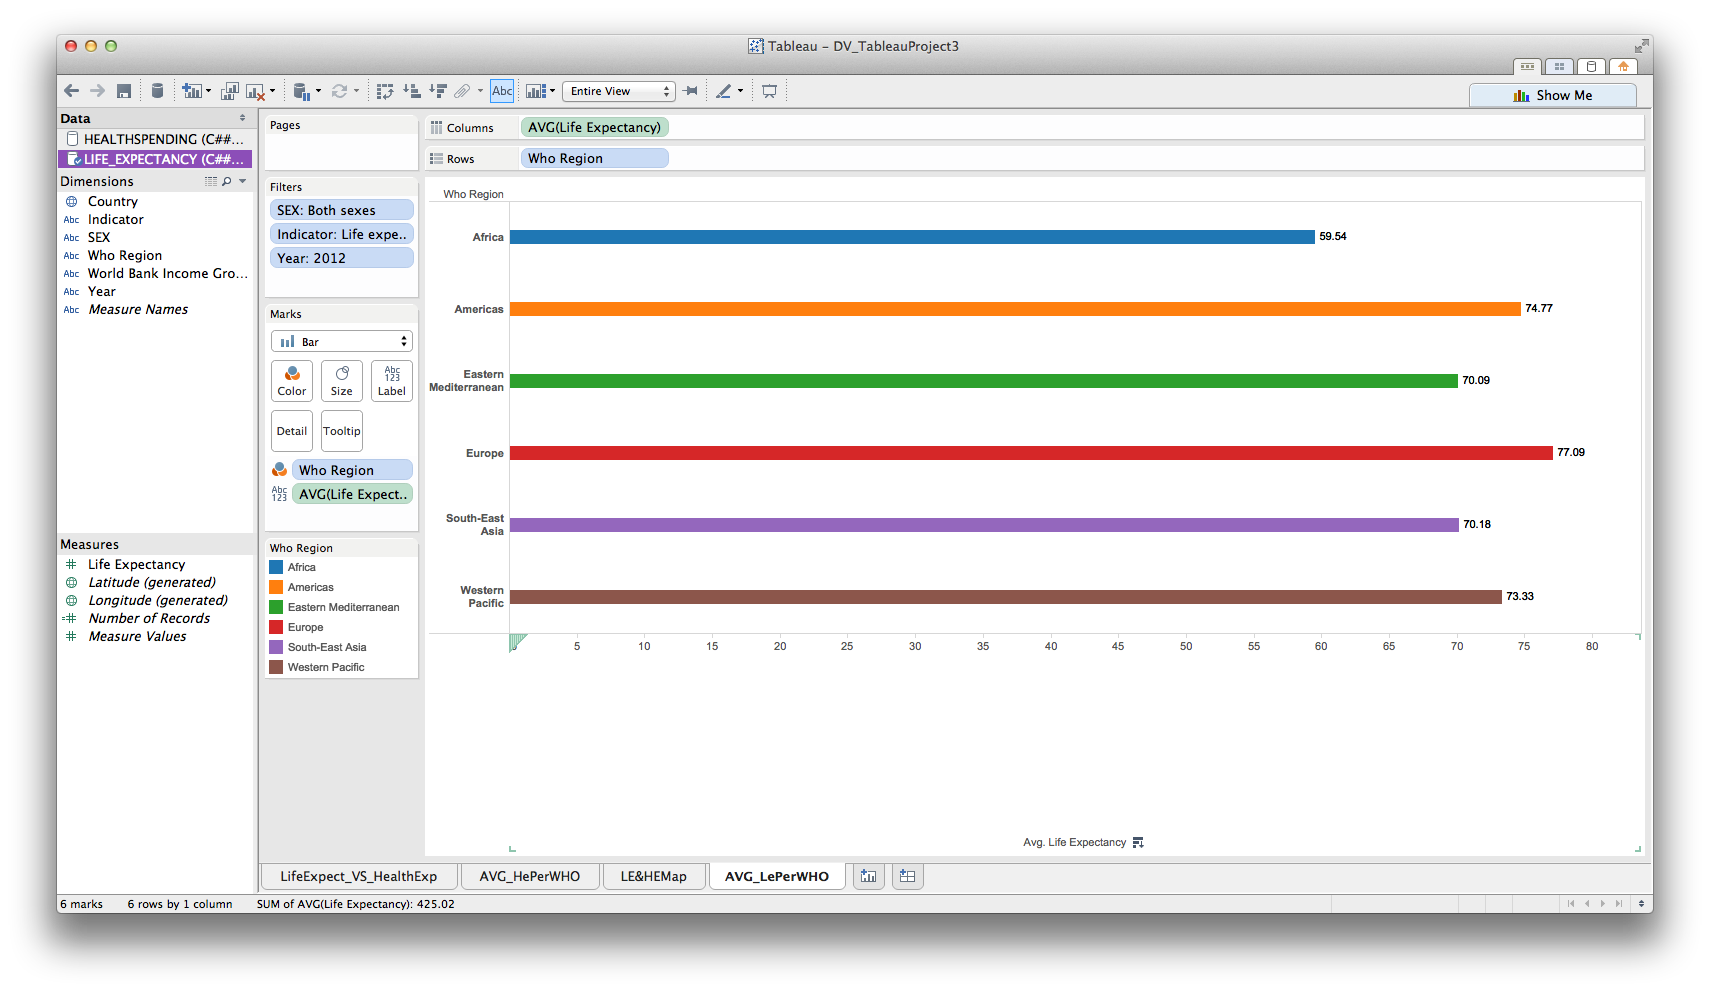 Tableau - DV_TableauProject3
Abc
Entire View
Show Me
Data
HEALTHSPENDING (C##...
LIFE_EXPECTANCY (C##...
Dimensions
Country
Abc Indicator
Abc SEX
Abc Who Region
Abc World Bank Income Gro...
Abc Year
Abc Measure Names
Measures
Life Expectancy
Latitude (generated)
Longitude (generated)
Number of Records
Measure Values
Pages
Filters
SEX: Both sexes
Indicator: Life expe..
Year: 2012
Marks
Bar
Color
Size
Abc
123
Label
Detail
Tooltip
Who Region
Abc
123
AVG(Life Expect..
Who Region
Africa
Americas
Eastern Mediterranean
Europe
South-East Asia
Western Pacific
Columns AVG(Life Expectancy)
Rows Who Region
Who Region
Africa 59.54
Americas 74.77
Eastern
Mediterranean
70.09
Europe 77.09
South-East
Asia
70.18
Western
Pacific
73.33
0 5 10 15 20 25 30 35 40 45 50 55 60 65 70 75 80
Avg. Life Expectancy
LifeExpect_VS_HealthExp AVG_HePerWHO LE&HEMap AVG_LePerWHO
6 marks 6 rows by 1 column SUM of AVG(Life Expectancy): 425.02